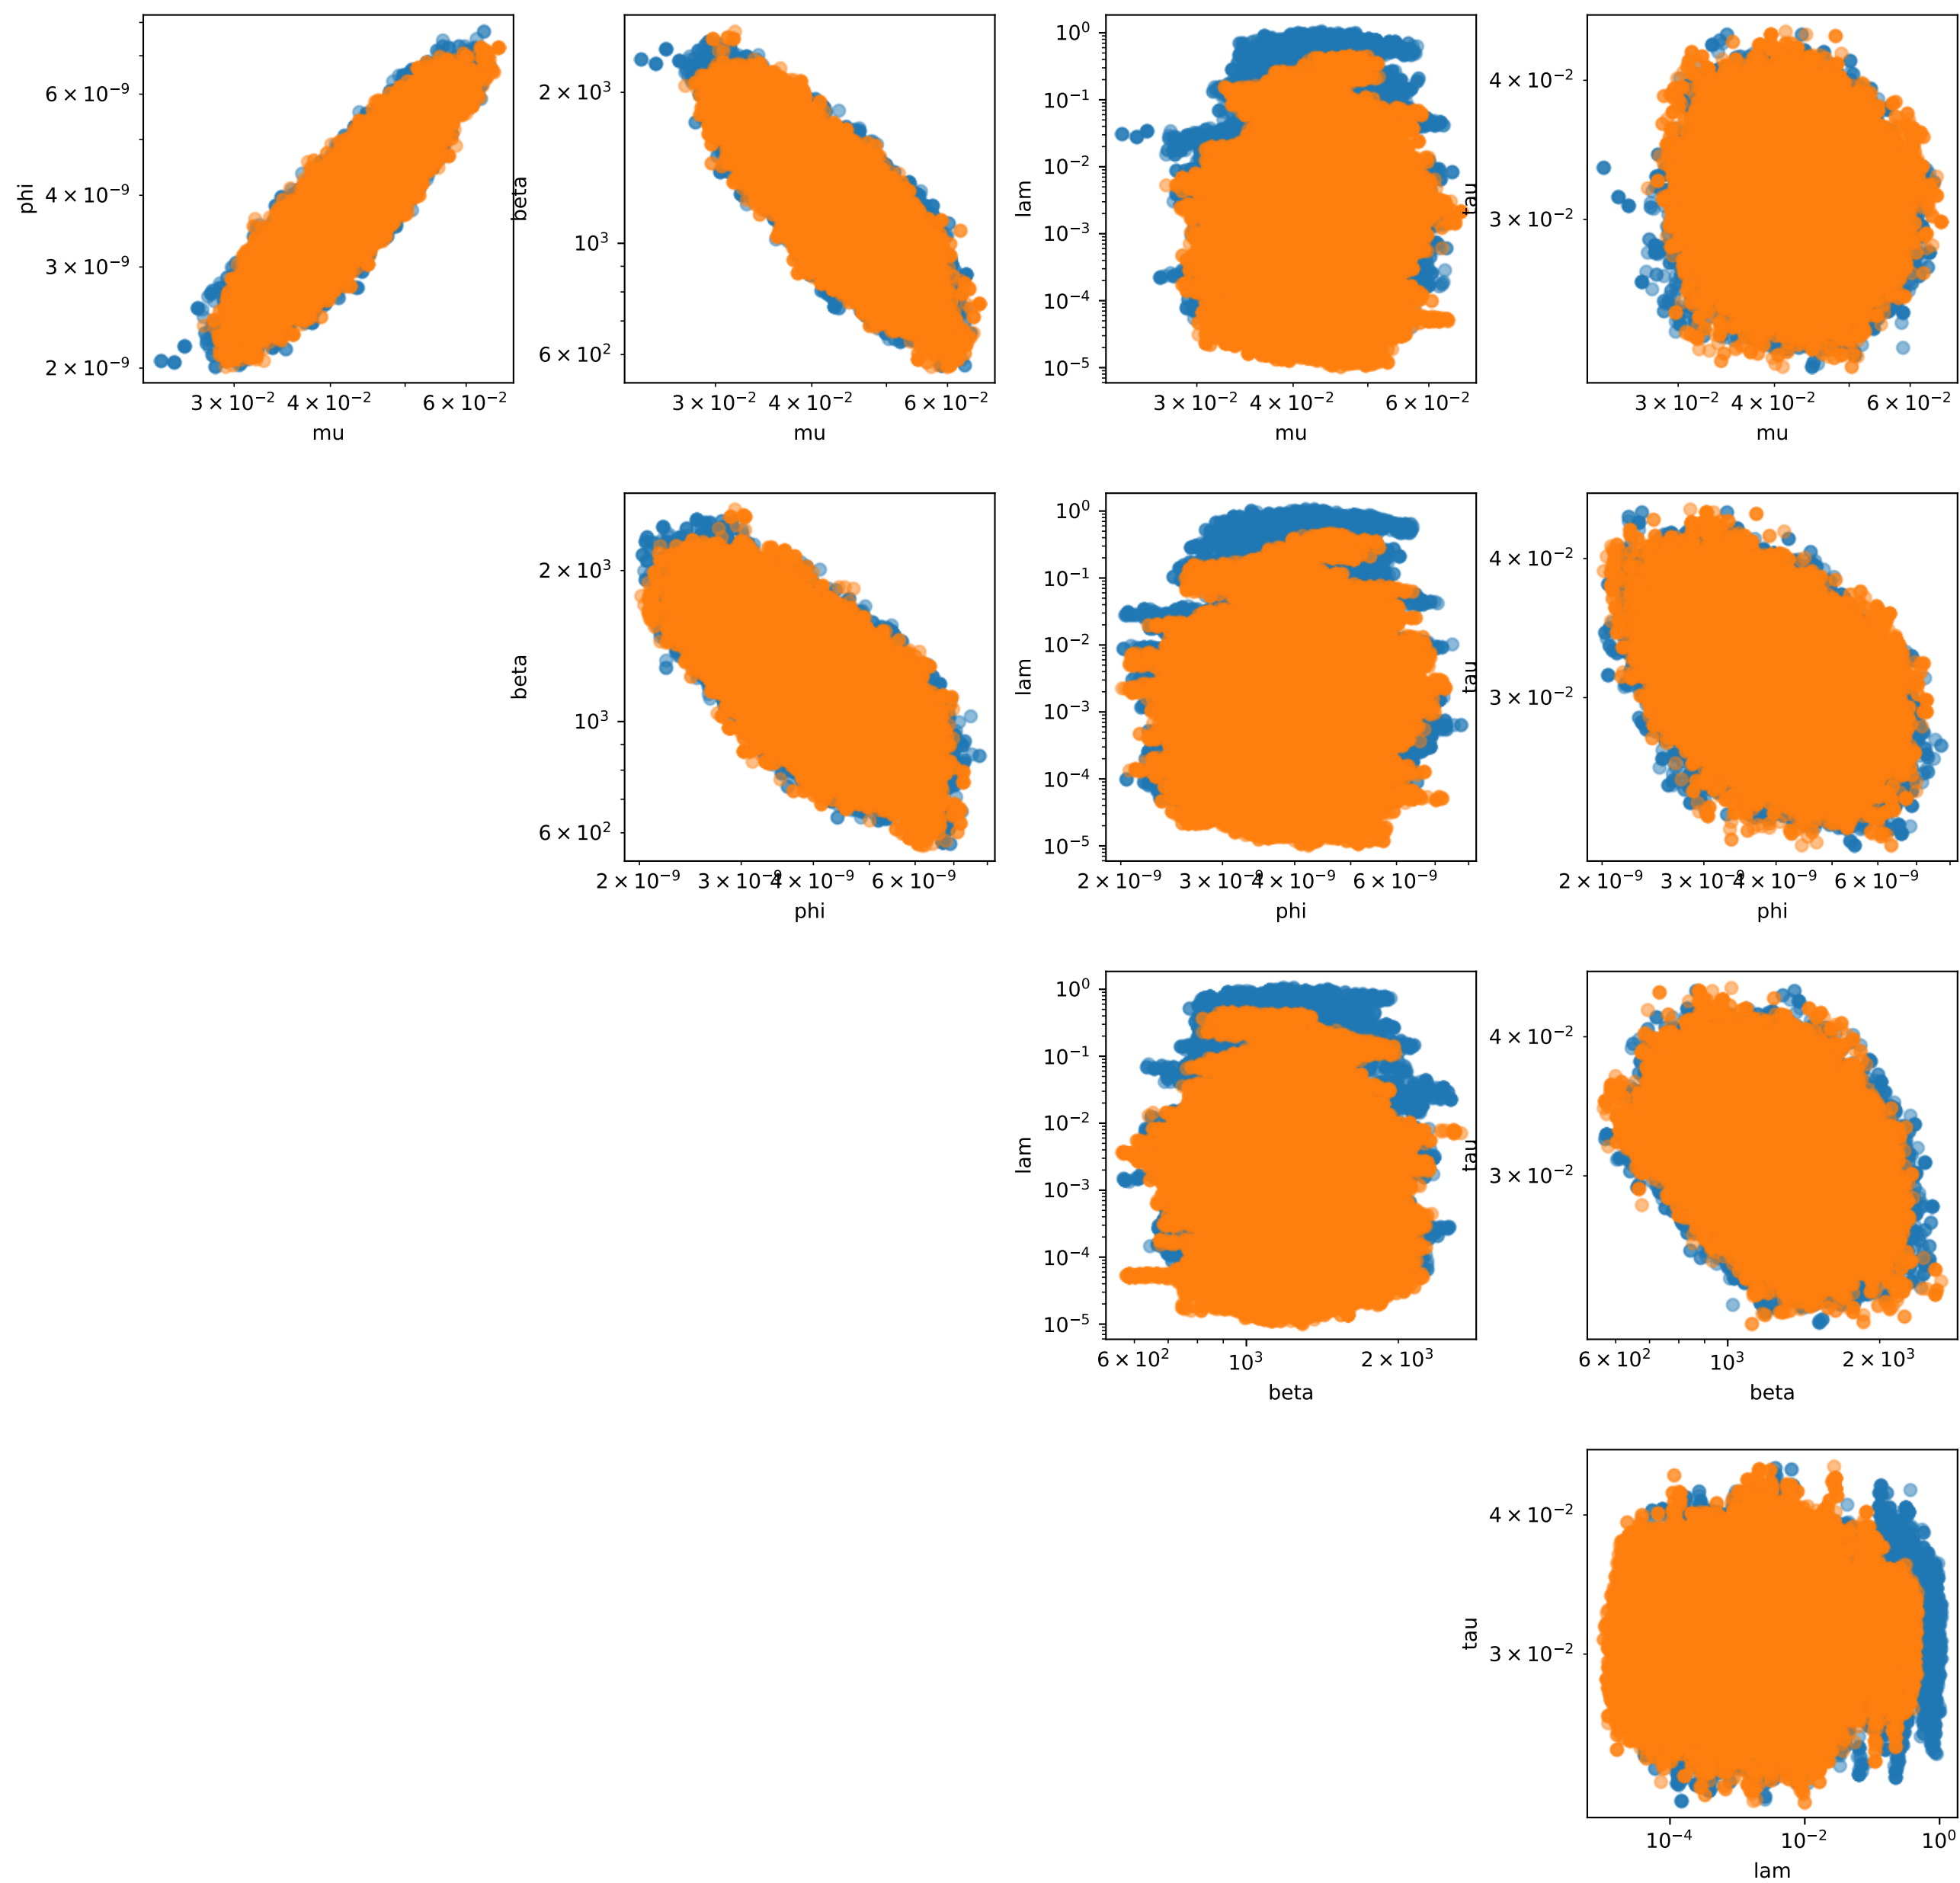 phi
6 × 10⁻⁹
4 × 10⁻⁹
3 × 10⁻⁹
2 × 10⁻⁹
3 × 10⁻² 4 × 10⁻² 6 × 10⁻²
mu
beta
2 × 10³
10³
6 × 10²
3 × 10⁻² 4 × 10⁻² 6 × 10⁻²
mu
lam
10⁰
10⁻¹
10⁻²
10⁻³
10⁻⁴
10⁻⁵
3 × 10⁻² 4 × 10⁻² 6 × 10⁻²
mu
tau
4 × 10⁻²
3 × 10⁻²
3 × 10⁻² 4 × 10⁻² 6 × 10⁻²
mu
beta
2 × 10³
10³
6 × 10²
2 × 10⁻⁹ 3 × 10⁻⁹ 4 × 10⁻⁹ 6 × 10⁻⁹
phi
lam
10⁰
10⁻¹
10⁻²
10⁻³
10⁻⁴
10⁻⁵
2 × 10⁻⁹ 3 × 10⁻⁹ 4 × 10⁻⁹ 6 × 10⁻⁹
phi
tau
4 × 10⁻²
3 × 10⁻²
2 × 10⁻⁹ 3 × 10⁻⁹ 4 × 10⁻⁹ 6 × 10⁻⁹
phi
lam
10⁰
10⁻¹
10⁻²
10⁻³
10⁻⁴
10⁻⁵
6 × 10² 10³ 2 × 10³
beta
tau
4 × 10⁻²
3 × 10⁻²
6 × 10² 10³ 2 × 10³
beta
tau
4 × 10⁻²
3 × 10⁻²
10⁻⁴ 10⁻² 10⁰
lam